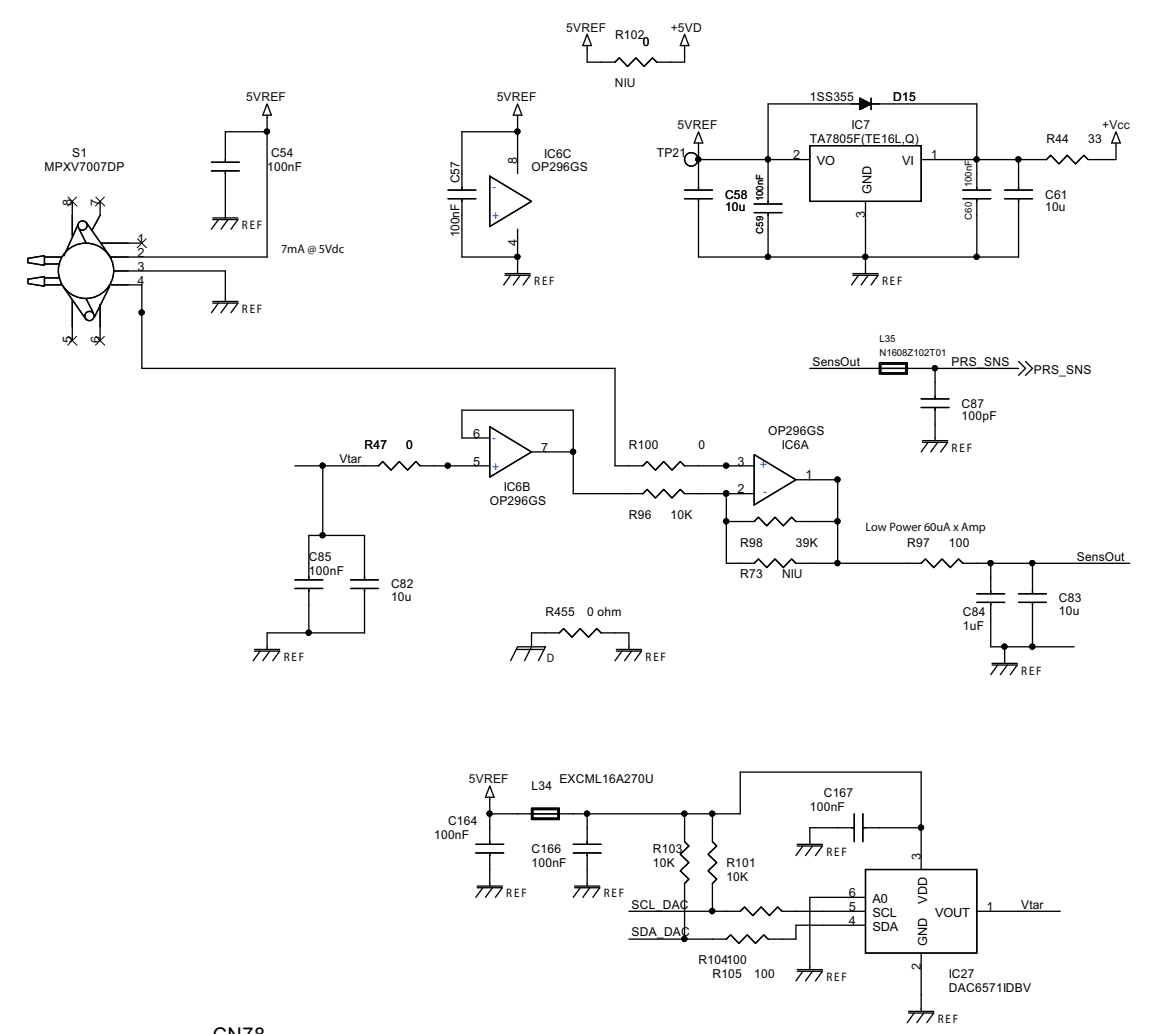 5VREF
R102
0
+5VD
NIU
5VREF
C54
100nF
REF
S1
MPXV7007DP
8
7
1
2
3
4
5
6
7mA @ 5Vdc
REF
5VREF
C57
100nF
8
IC6C
OP296GS
-
+
4
REF
1SS355
D15
5VREF
TP21
IC7
TA7805F(TE16L,Q)
2
VO
VI
1
GND
3
R44
33
+Vcc
C58
10u
100nF
C59
100nF
C60
C61
10u
REF
SenSOut
L35
N1608Z102T01
PRS_SNS
PRS_SNS
C87
100pF
REF
Vtar
R47
0
6
-
5
+
7
IC6B
OP296GS
R100
0
R96
10K
OP296GS
IC6A
3
+
2
-
1
R98
39K
R73
NIU
Low Power 60uA x Amp
R97
100
SensOut
C84
1uF
C83
10u
REF
C85
100nF
C82
10u
REF
R455
0 ohm
D
REF
5VREF
L34
EXCML16A270U
C164
100nF
REF
C166
100nF
REF
R103
10K
R101
10K
C167
100nF
REF
3
SCL_DAC
SDA_DAC
R104100
R105
100
6
A0
5
SCL
4
SDA
VDD
GND
VOUT
1
Vtar
2
REF
IC27
DAC6571IDBV
REF